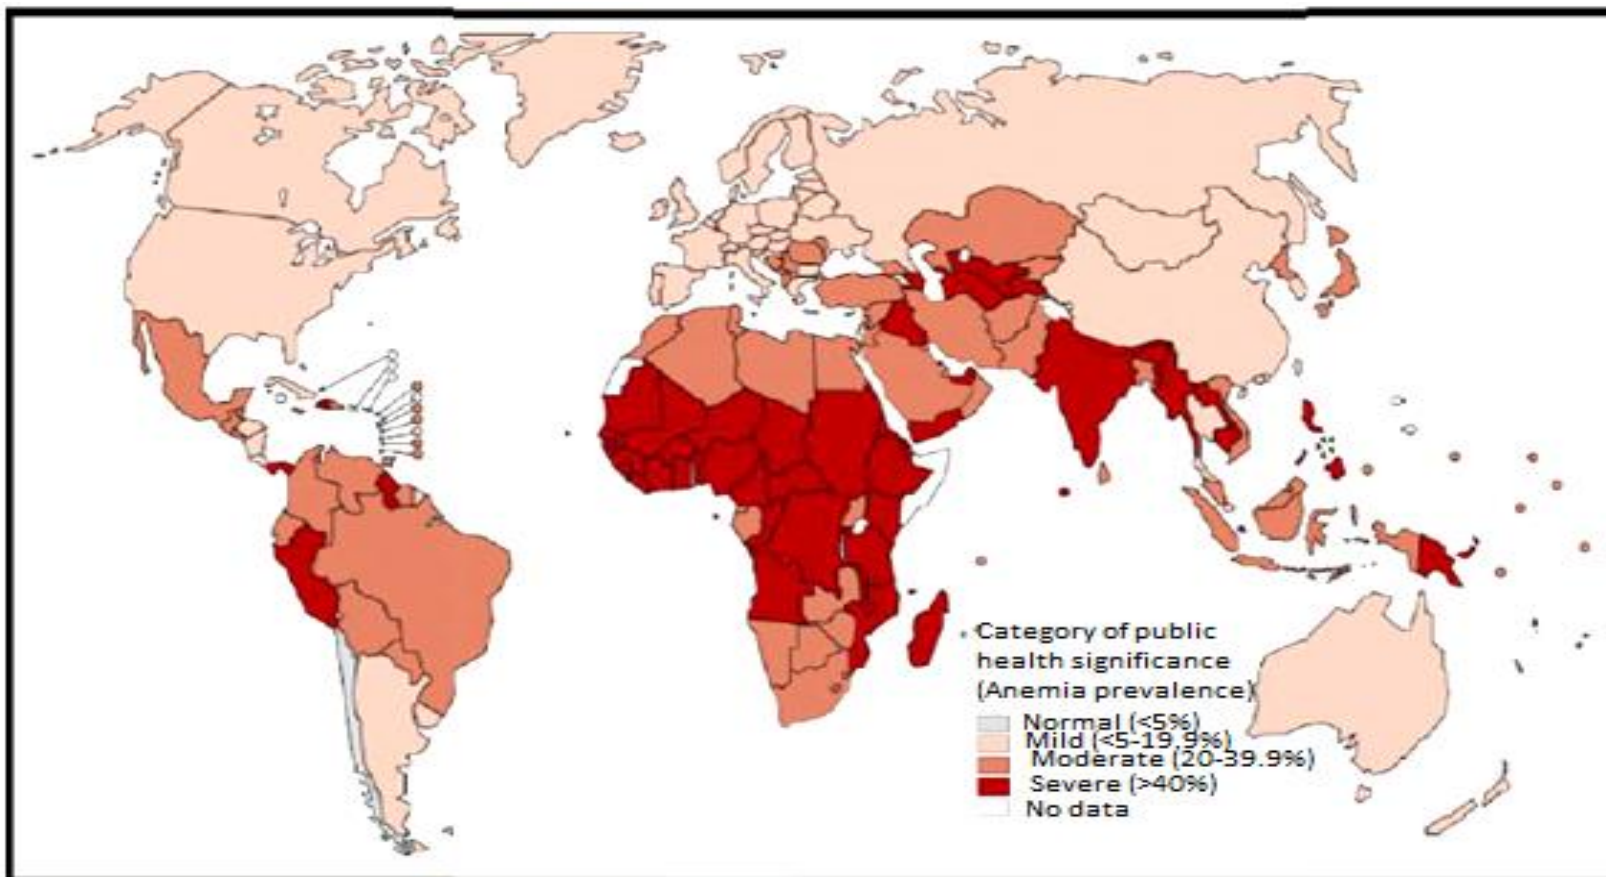 Category of public
health significance
(Anemia prevalence)
Normal (<5%)
Mild (<5-19.9%)
Moderate (20-39.9%)
Severe (>40%)
No data